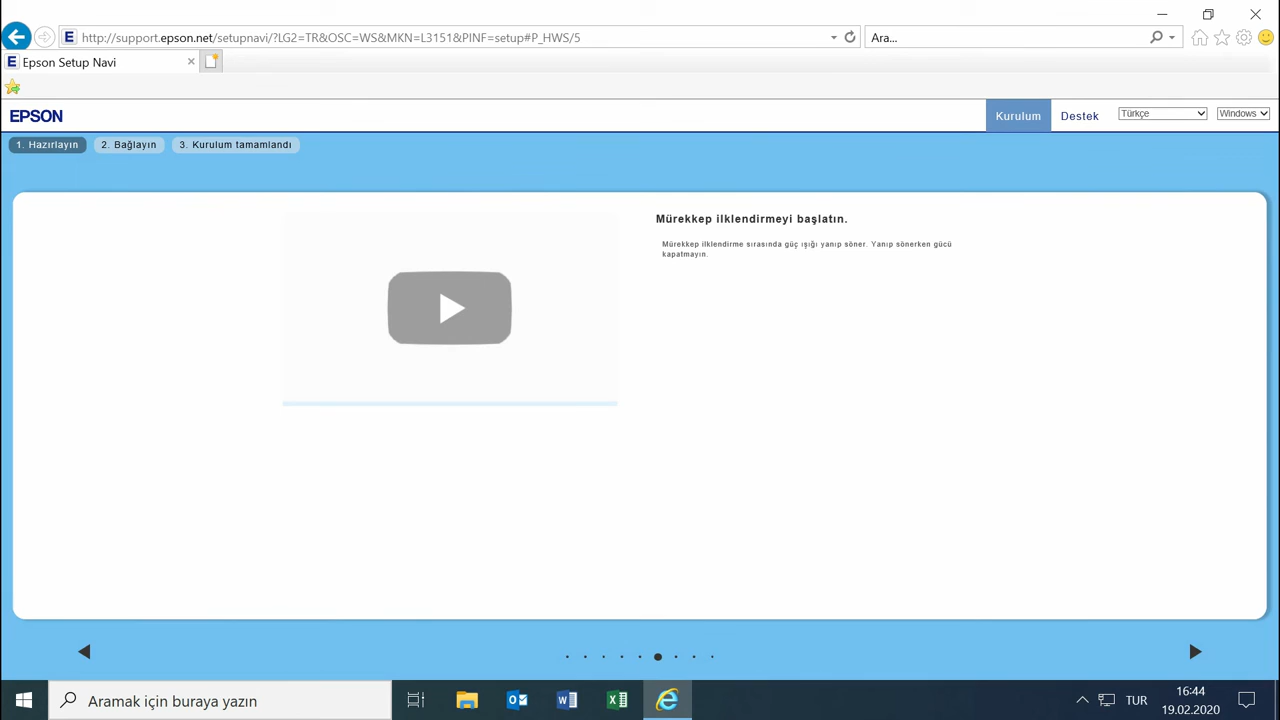 http://support.epson.net/setupnavi/?LG2=TR&OSC=WS&MKN=L3151&PINF=setup#P_HWS/5
Ara...
Epson Setup Navi
EPSON
Kurulum
Destek
Türkçe
Windows
1. Hazırlayın
2. Bağlayın
3. Kurulum tamamlandı
Mürekkep ilklendirmeyi başlatın.
Mürekkep ilklendirme sırasında güç ışığı yanıp söner. Yanıp sönerken gücü
kapatmayın.
Aramak için buraya yazın
TUR
16:44
19.02.2020